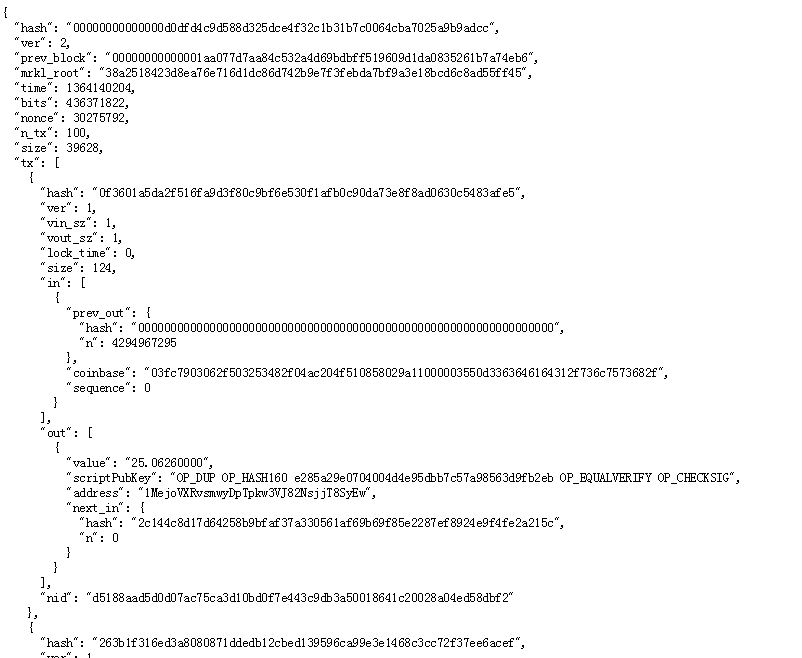 {
"hash": "00000000000000d0dfd4c9d588d325dce4f32c1b31b7c0064cba7025a9b9adcc",
"ver": 2,
"prev_block": "00000000000001aa077d7aa84c532a4d69bdbff519609d1da0835261b7a74eb6",
"mrkl_root": "38a2518423d8ea76e716d1dc86d742b9e7f3febda7bf9a3e18bcd6c8ad55ff45",
"time": 1364140204,
"bits": 436371822,
"nonce": 30275792,
"n_tx": 100,
"size": 39628,
"tx": [
{
"hash": "0f3601a5da2f516fa9d3f80c9bf6e530f1afb0c90da73e8f8ad0630c5483afe5",
"ver": 1,
"vin_sz": 1,
"vout_sz": 1,
"lock_time": 0,
"size": 124,
"in": [
{
"prev_out": {
"hash": "0000000000000000000000000000000000000000000000000000000000000000",
"n": 4294967295
},
"coinbase": "03fc7903062f503253482f04ac204f510858029a11000003550d3363646164312f736c7573682f",
"sequence": 0
}
],
"out": [
{
"value": "25.06260000",
"scriptPubKey": "OP_DUP OP_HASH160 e285a29e0704004d4e95dbb7c57a98563d9fb2eb OP_EQUALVERIFY OP_CHECKSIG",
"address": "1MejoVXRvsmwyDpTpkw3VJ82NsjjT8SyEw",
"next_in": {
"hash": "2c144c8d17d64258b9bfaf37a330561af69b69f85e2287ef8924e9f4fe2a215c",
"n": 0
}
}
],
"nid": "d5188aad5d0d07ac75ca3d10bd0f7e443c9db3a50018641c20028a04ed58dbf2"
},
{
"hash": "263b1f316ed3a8080871ddedb12cbed139596ca99e3e1468c3cc72f37ee6acef",